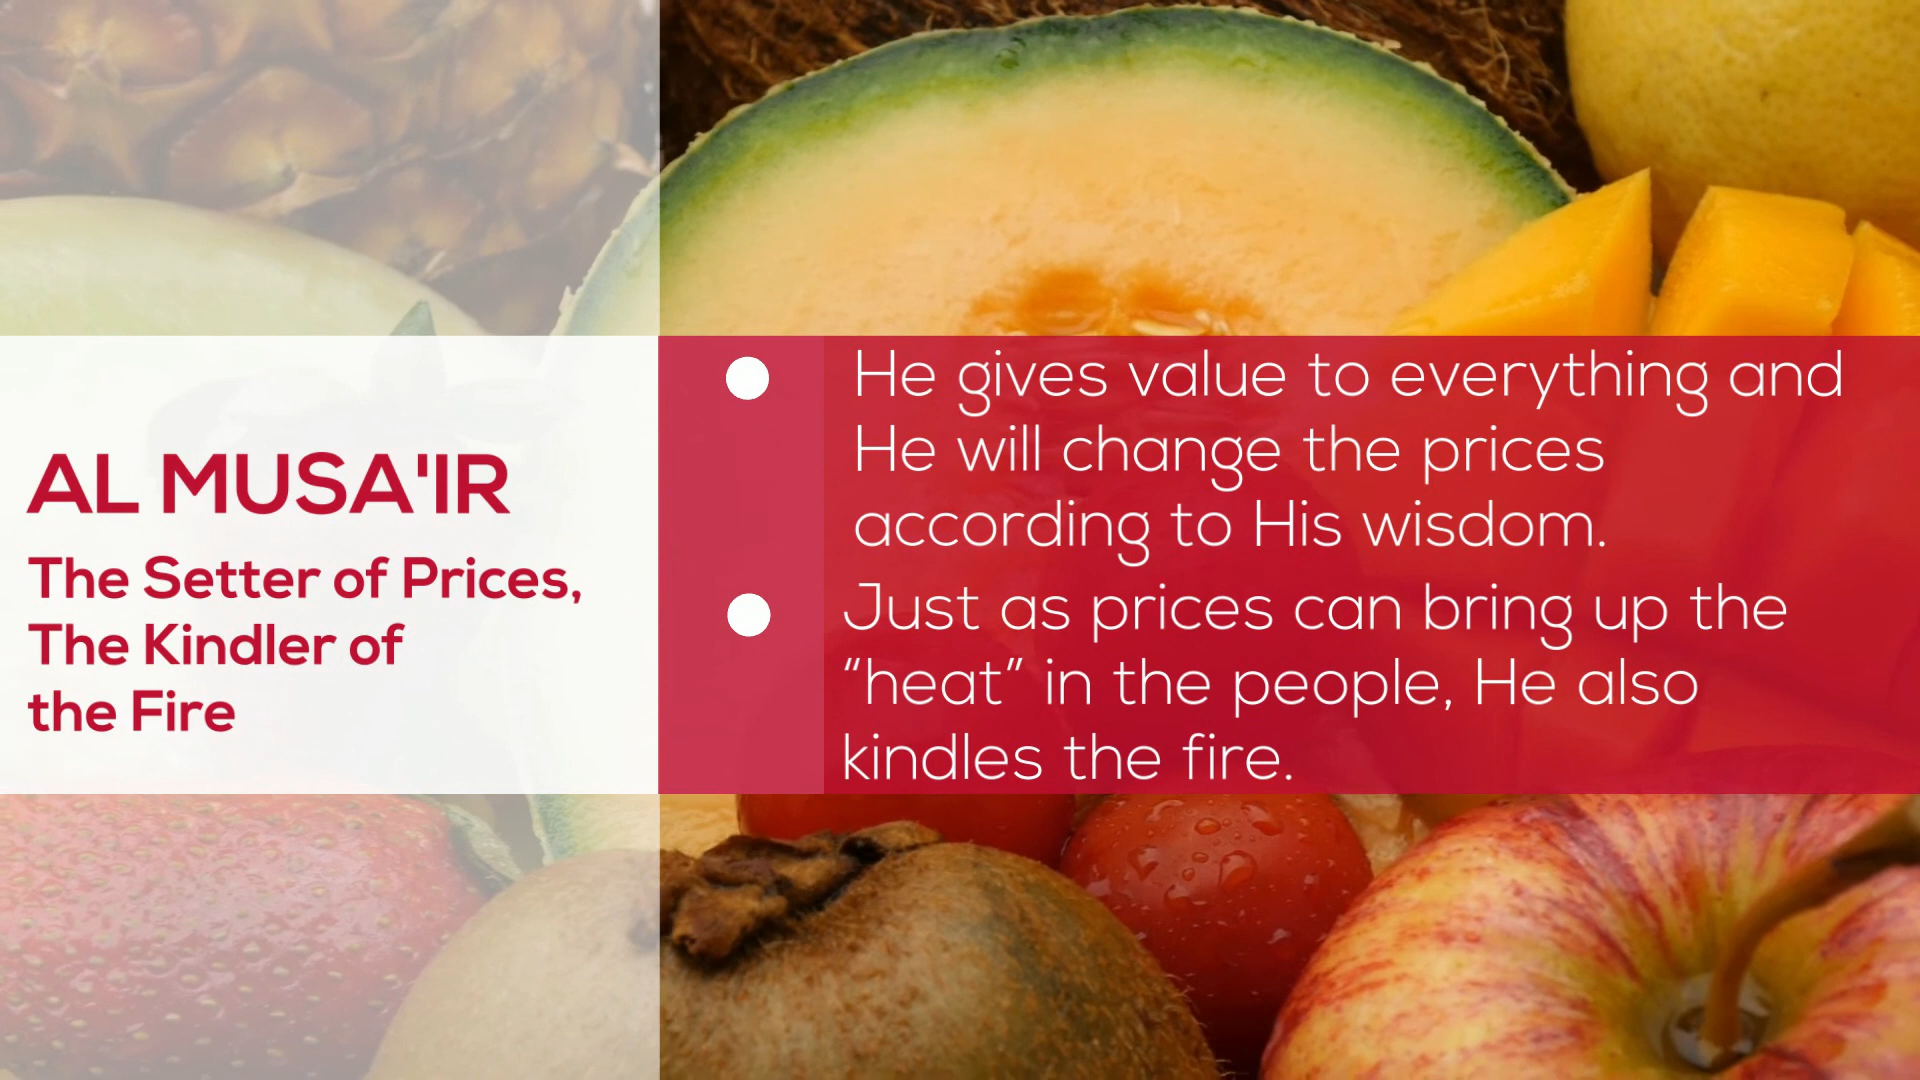 AL MUSA'IR
The Setter of Prices,
The Kindler of
the Fire
● He gives value to everything and
He will change the prices
according to His wisdom.
● Just as prices can bring up the
“heat” in the people, He also
kindles the fire.